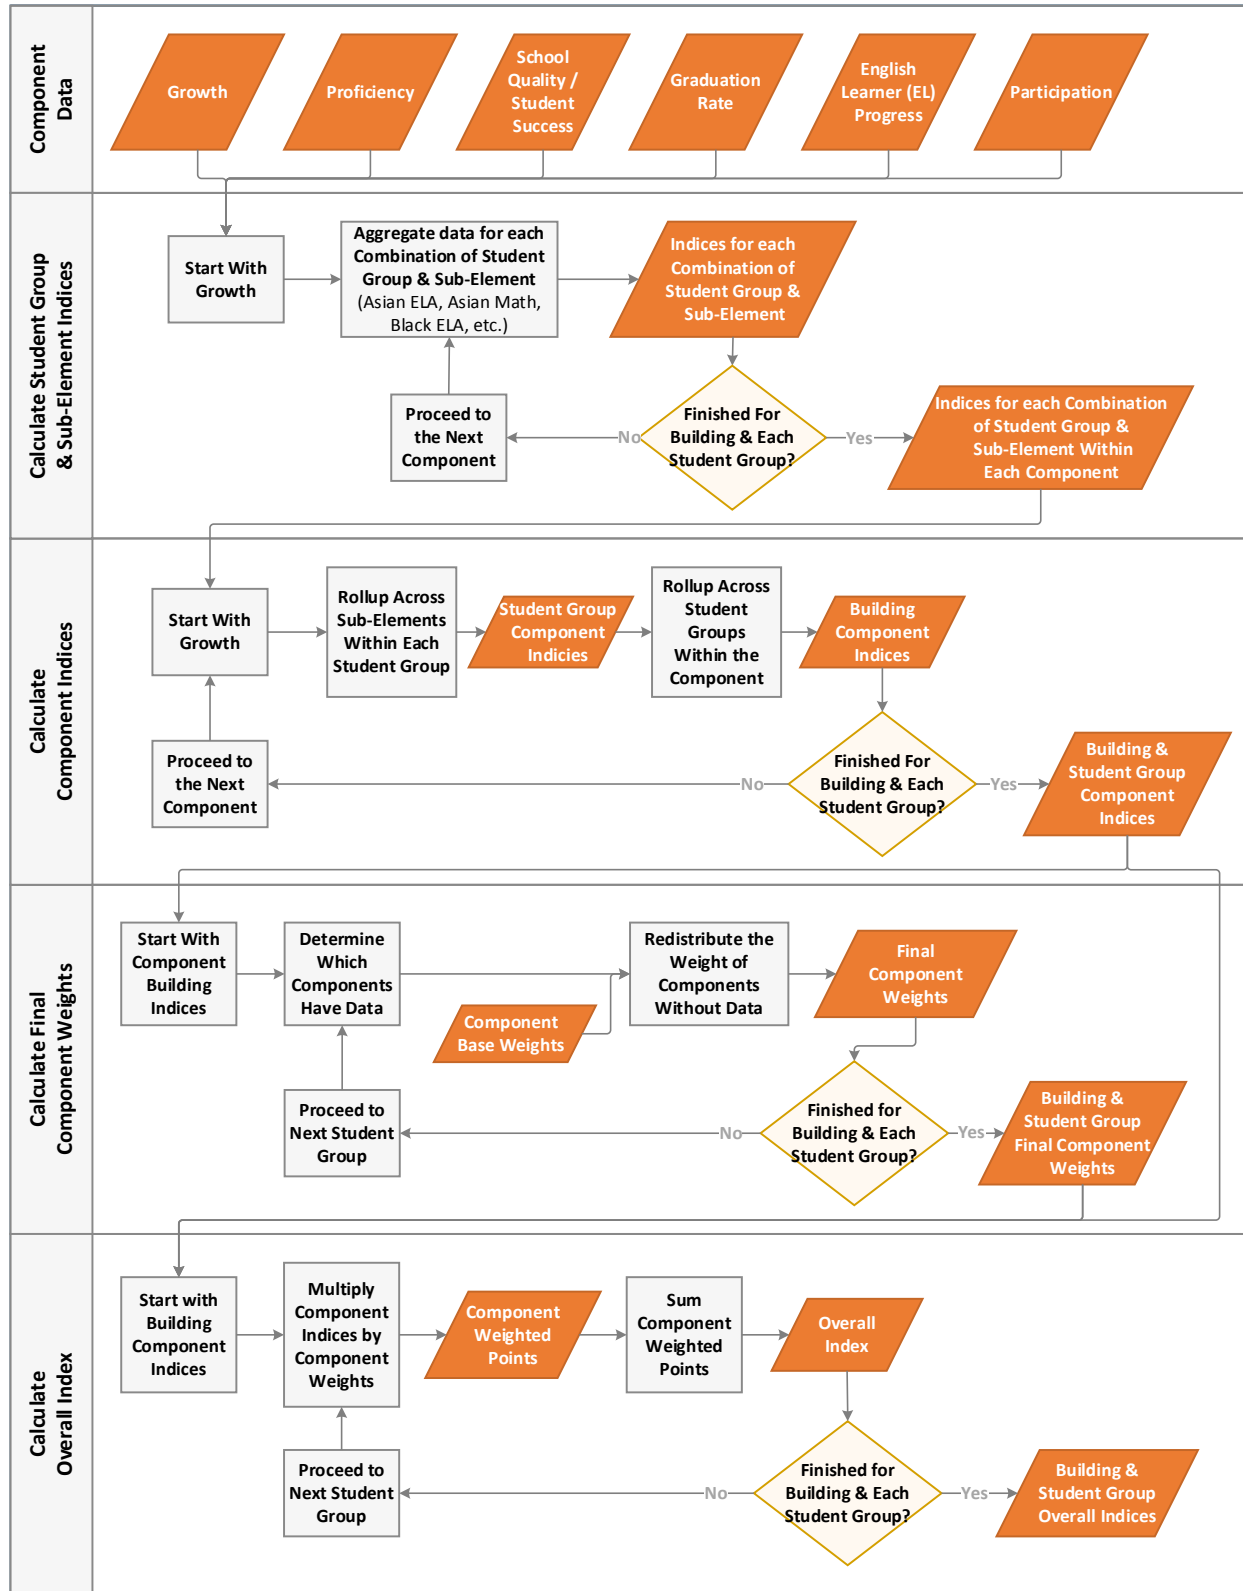 Component
Data
Growth
Proficiency
School
Quality /
Student
Success
Graduation
Rate
English
Learner (EL)
Progress
Participation
Calculate Student Group
& Sub-Element Indices
Start With
Growth
Aggregate data for each
Combination of Student
Group & Sub-Element
(Asian ELA, Asian Math,
Black ELA, etc.)
Indices for each
Combination of
Student Group &
Sub-Element
Proceed to
the Next
Component
No
Finished For
Building & Each
Student Group?
Yes
Indices for each Combination
of Student Group &
Sub-Element Within
Each Component
Calculate
Component Indices
Start With
Growth
Rollup Across
Sub-Elements
Within Each
Student Group
Student Group
Component
Indicies
Rollup Across
Student
Groups
Within the
Component
Building
Component
Indices
Proceed to
the Next
Component
No
Finished For
Building & Each
Student Group?
Yes
Building &
Student Group
Component
Indices
Calculate Final
Component Weights
Start With
Component
Building
Indices
Determine
Which
Components
Have Data
Component
Base Weights
Redistribute the
Weight of
Components
Without Data
Final
Component
Weights
Proceed to
Next Student
Group
No
Finished for
Building & Each
Student Group?
Yes
Building &
Student Group
Final Component
Weights
Calculate
Overall Index
Start with
Building
Component
Indices
Multiply
Component
Indices by
Component
Weights
Component
Weighted
Points
Sum
Component
Weighted
Points
Overall
Index
Proceed to
Next Student
Group
No
Finished for
Building & Each
Student Group?
Yes
Building &
Student Group
Overall Indices